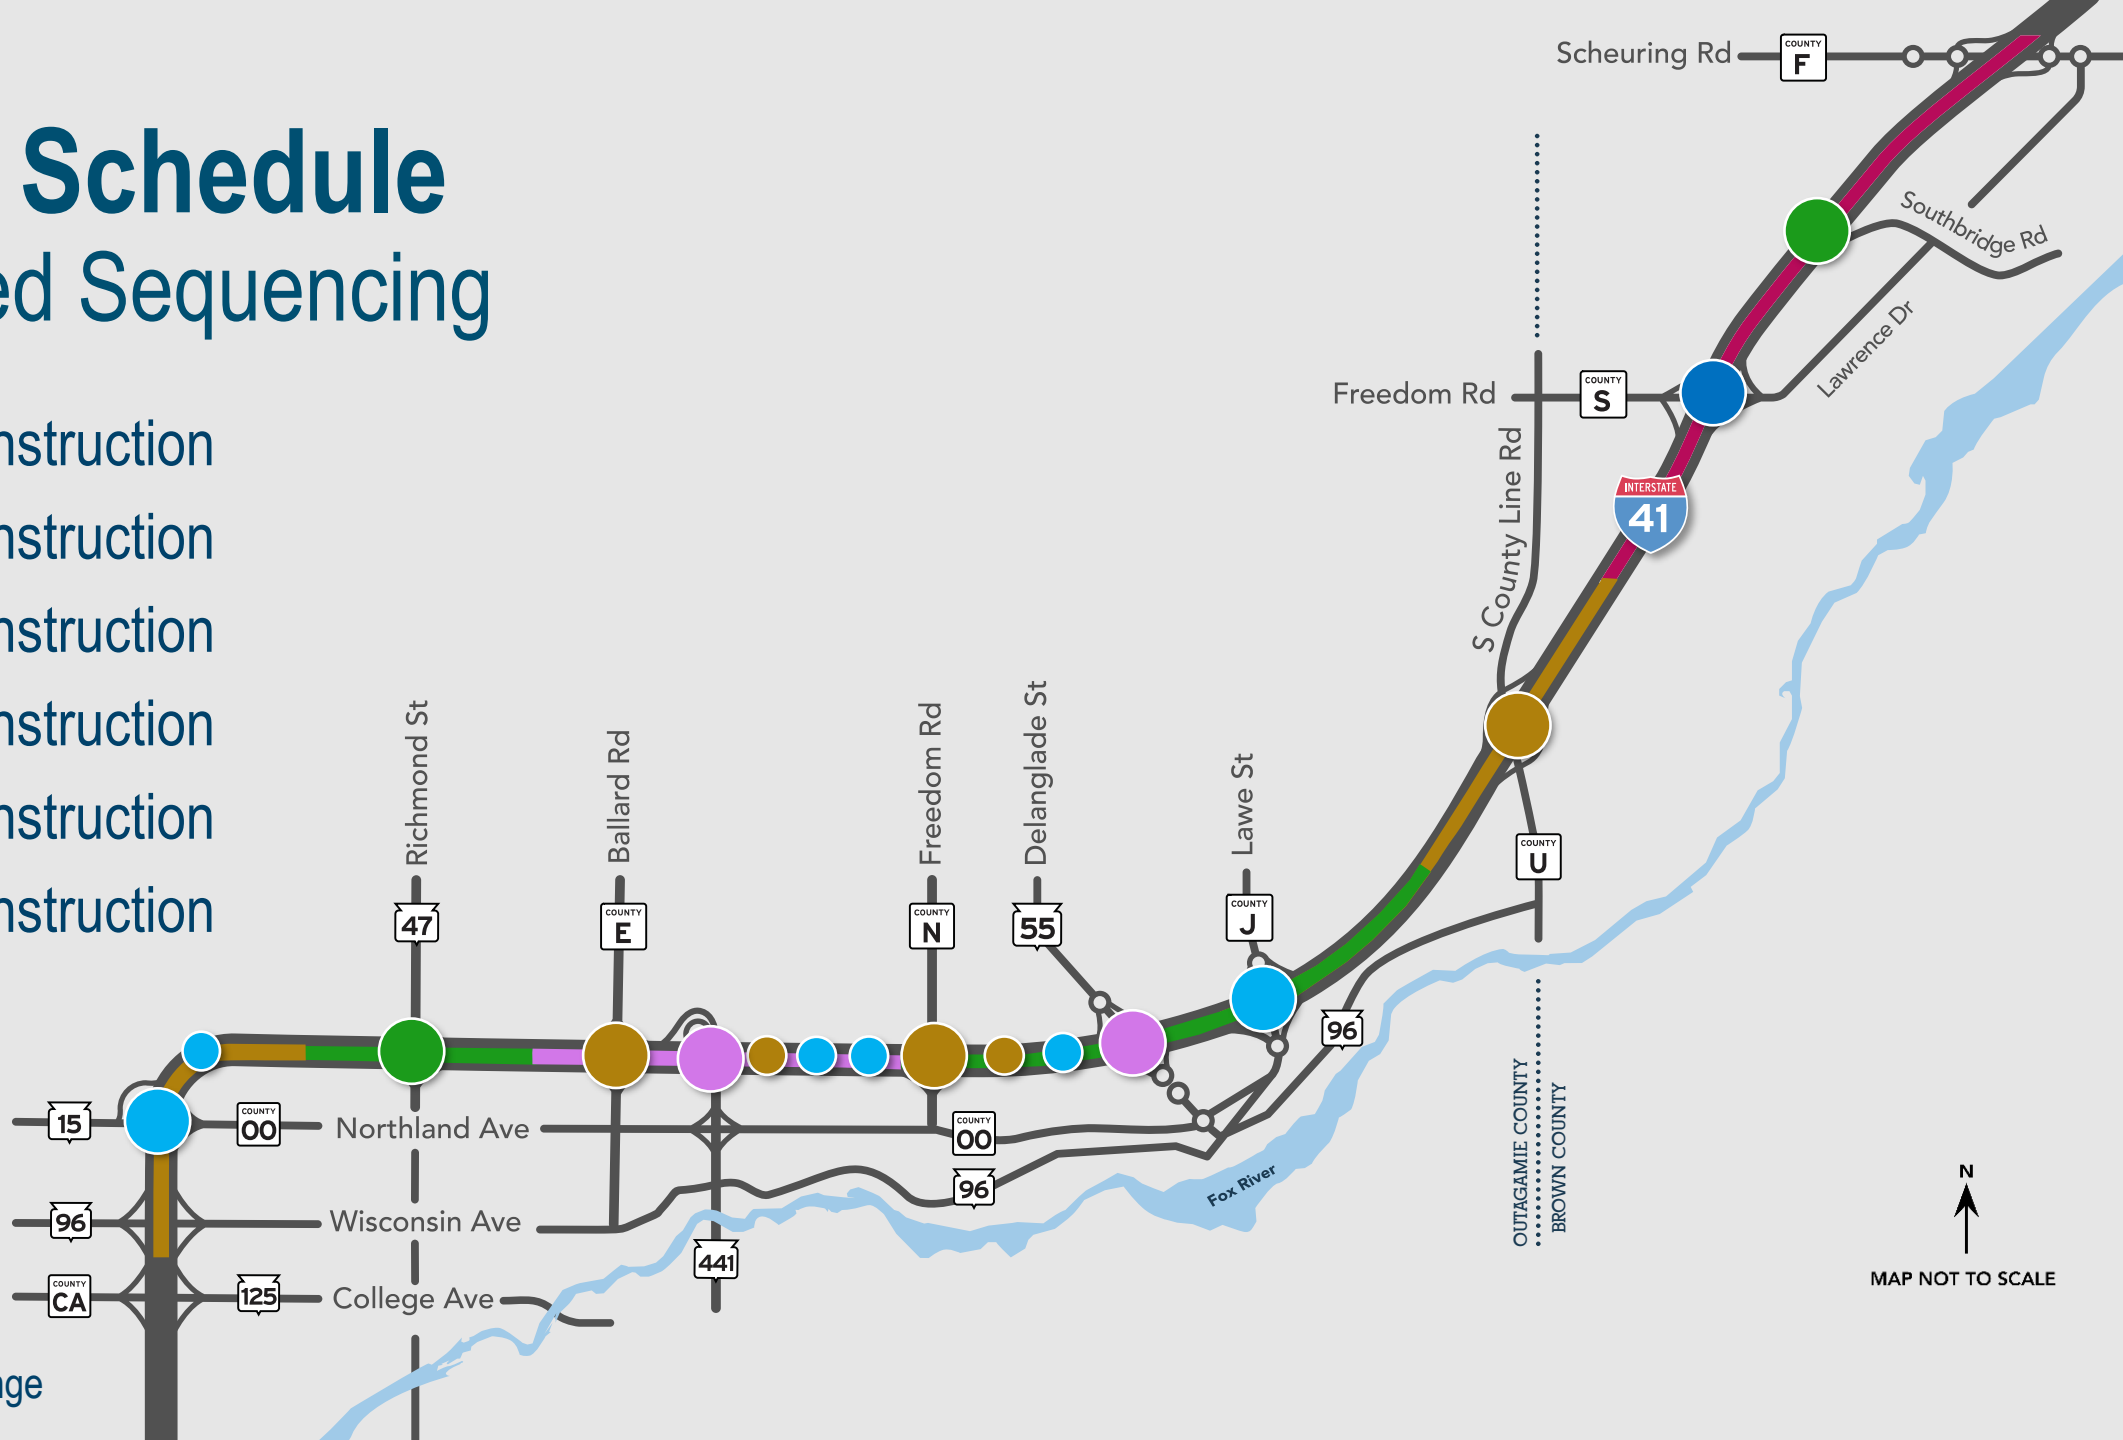 Schedule
ed Sequencing
nstruction
nstruction
nstruction
nstruction
nstruction
nstruction
nge
Scheuring Rd
COUNTY
F
Southbridge Rd
Lawrence Dr
Freedom Rd
COUNTY
S
S County Line Rd
INTERSTATE
41
Richmond St
Ballard Rd
Freedom Rd
Delanglade St
Lawe St
47
COUNTY
E
COUNTY
N
55
COUNTY
J
COUNTY
U
96
15
COUNTY
OO
Northland Ave
COUNTY
OO
96
Wisconsin Ave
96
Fox River
441
COUNTY
CA
125
College Ave
OUTAGAMIE COUNTY
BROWN COUNTY
N
MAP NOT TO SCALE